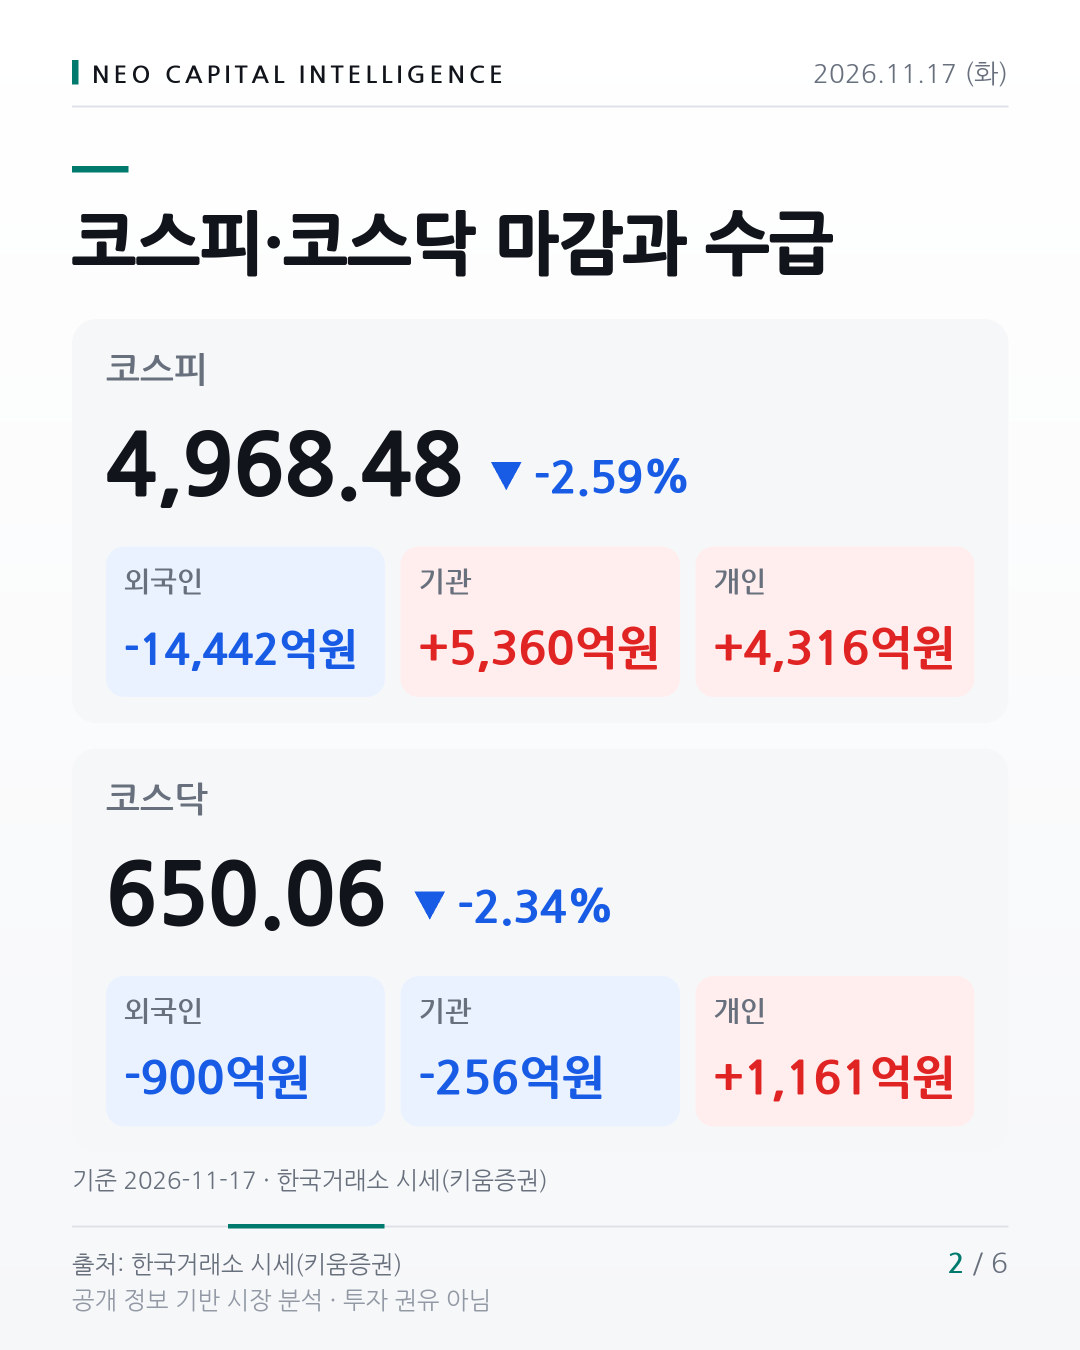 NEO CAPITAL INTELLIGENCE
2026.11.17 (화)
코스피·코스닥 마감과 수급
코스피
4,968.48 ▼ -2.59%
외국인 기관 개인
-14,442억원 +5,360억원 +4,316억원
코스닥
650.06 ▼ -2.34%
외국인 기관 개인
-900억원 -256억원 +1,161억원
기준 2026-11-17 · 한국거래소 시세(키움증권)
출처: 한국거래소 시세(키움증권)
2 / 6
공개 정보 기반 시장 분석 · 투자 권유 아님